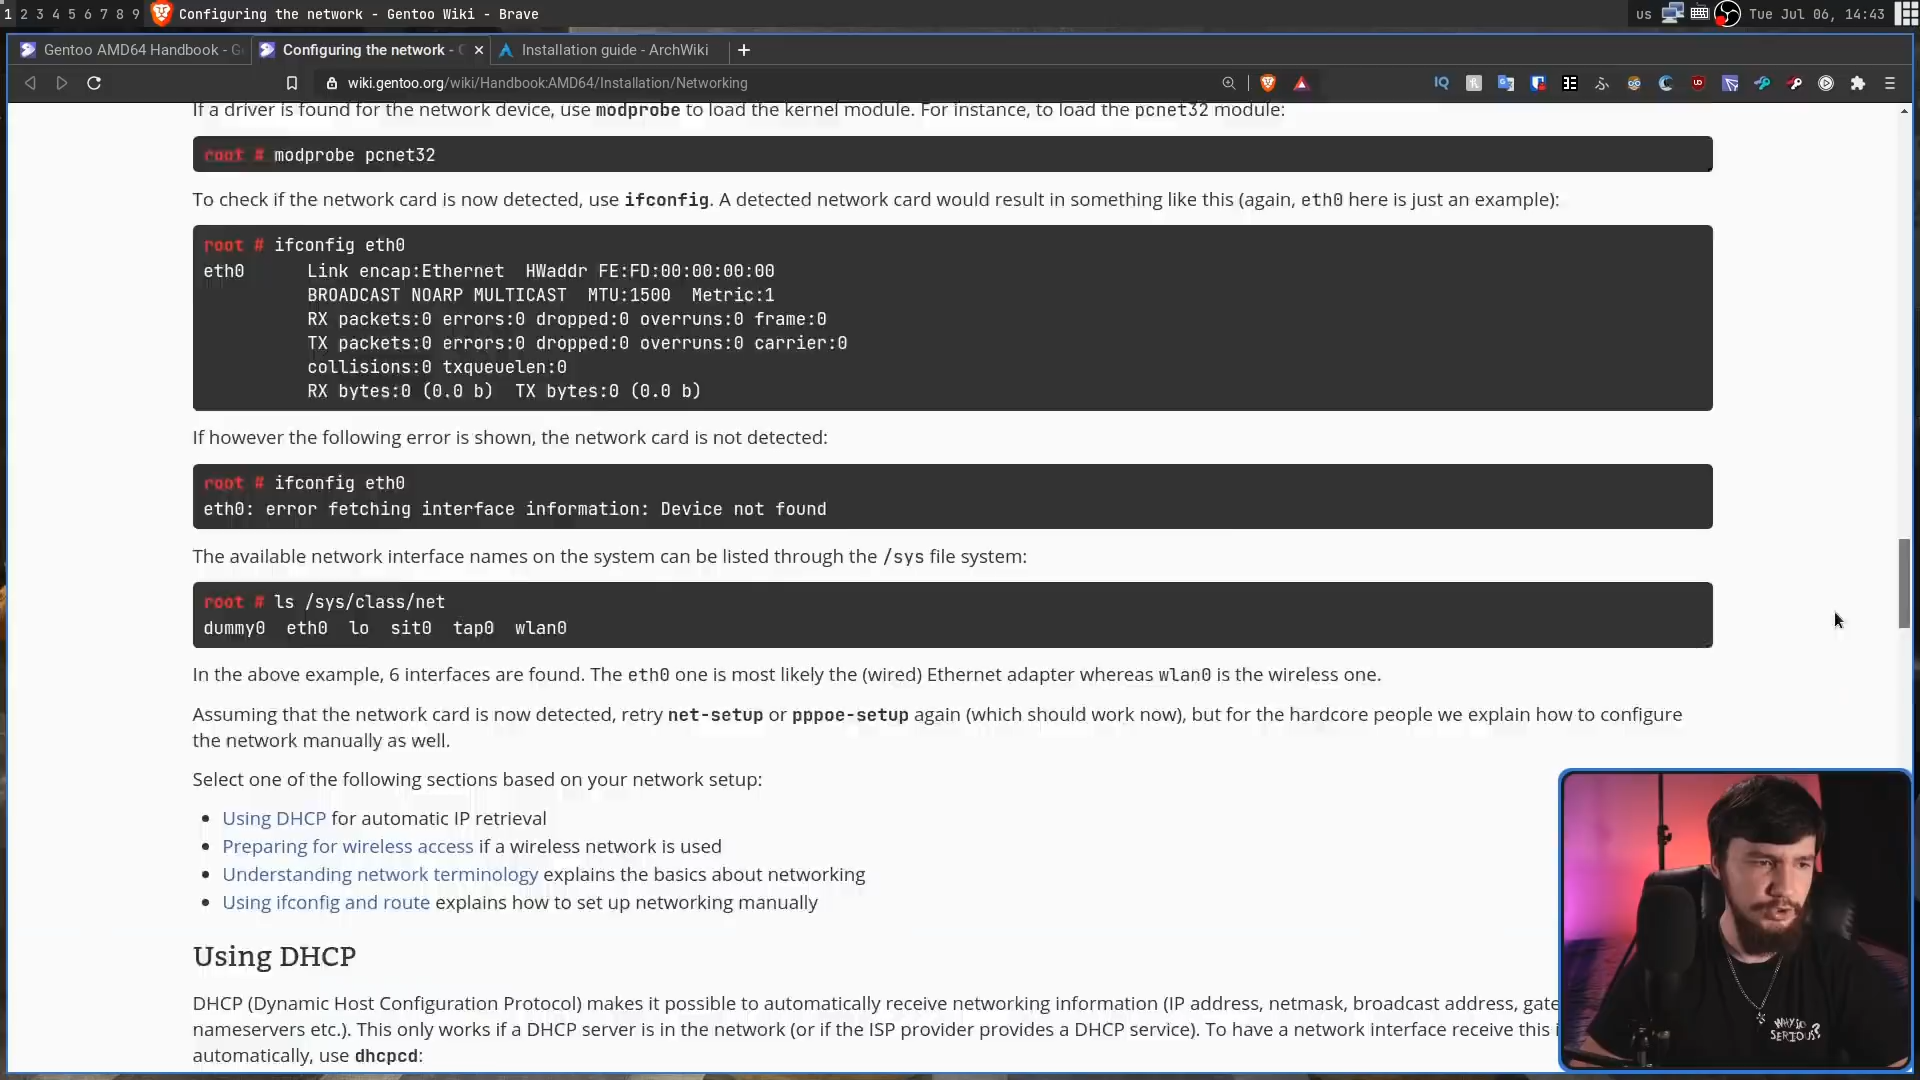 1 2 3 4 5 6 7 8 9 Configuring the network - Gentoo Wiki - Brave us Tue Jul 06, 14:43
Gentoo AMD64 Handbook - G Configuring the network - Installation guide - ArchWiki
wiki.gentoo.org/wiki/Handbook:AMD64/Installation/Networking
If a driver is found for the network device, use modprobe to load the kernel module. For instance, to load the pcnet32 module:
root # modprobe pcnet32
To check if the network card is now detected, use ifconfig. A detected network card would result in something like this (again, eth0 here is just an example):
root # ifconfig eth0
eth0 Link encap:Ethernet HWaddr FE:FD:00:00:00:00
BROADCAST NOARP MULTICAST MTU:1500 Metric:1
RX packets:0 errors:0 dropped:0 overruns:0 frame:0
TX packets:0 errors:0 dropped:0 overruns:0 carrier:0
collisions:0 txqueuelen:0
RX bytes:0 (0.0 b) TX bytes:0 (0.0 b)
If however the following error is shown, the network card is not detected:
root # ifconfig eth0
eth0: error fetching interface information: Device not found
The available network interface names on the system can be listed through the /sys file system:
root # ls /sys/class/net
dummy0 eth0 lo sit0 tap0 wlan0
In the above example, 6 interfaces are found. The eth0 one is most likely the (wired) Ethernet adapter whereas wlan0 is the wireless one.
Assuming that the network card is now detected, retry net-setup or pppoe-setup again (which should work now), but for the hardcore people we explain how to configure
the network manually as well.
Select one of the following sections based on your network setup:
• Using DHCP for automatic IP retrieval
• Preparing for wireless access if a wireless network is used
• Understanding network terminology explains the basics about networking
• Using ifconfig and route explains how to set up networking manually
Using DHCP
DHCP (Dynamic Host Configuration Protocol) makes it possible to automatically receive networking information (IP address, netmask, broadcast address, gate
nameservers etc.). This only works if a DHCP server is in the network (or if the ISP provider provides a DHCP service). To have a network interface receive this i
automatically, use dhcpcd:
WHY SO
SERIOUS?